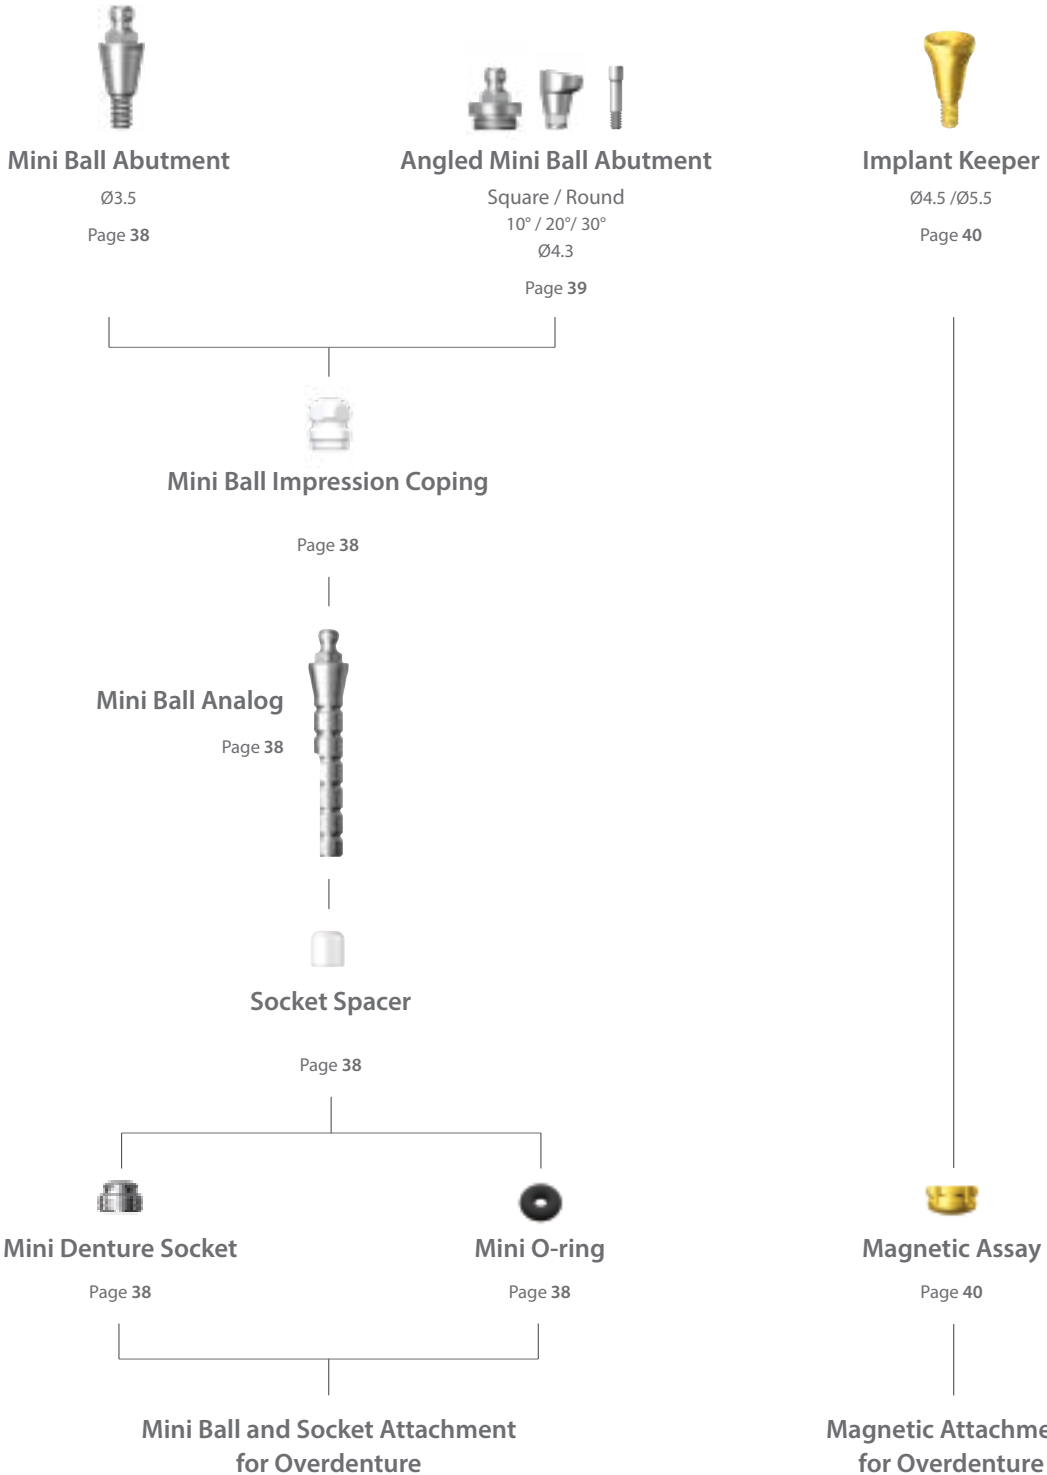 Mini Ball Abutment
Ø3.5
Page 38
Angled Mini Ball Abutment
Square / Round
10° / 20°/ 30°
Ø4.3
Page 39
Implant Keeper
Ø4.5 /Ø5.5
Page 40
Mini Ball Impression Coping
Page 38
Mini Ball Analog
Page 38
Socket Spacer
Page 38
Mini Denture Socket
Page 38
Mini O-ring
Page 38
Magnetic Assay
Page 40
Mini Ball and Socket Attachment
for Overdenture
Magnetic Attachme
for Overdenture